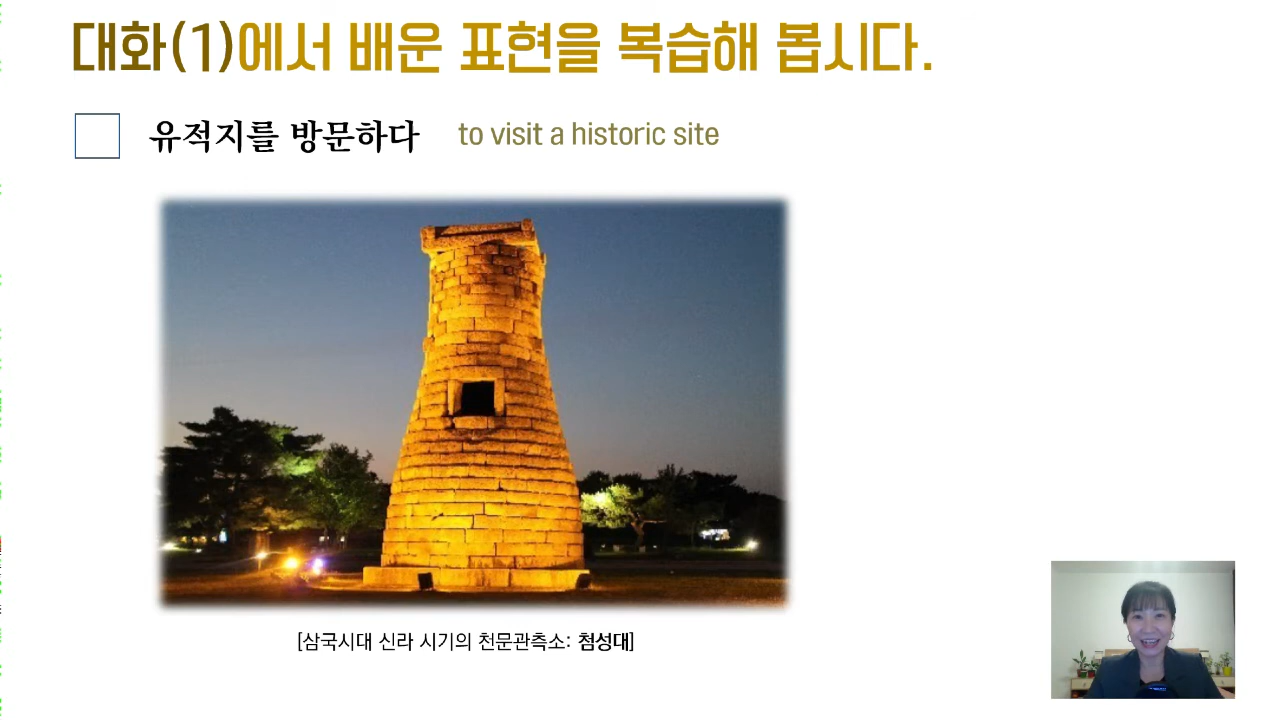 대화(1)에서 배운 표현을 복습해 봅시다.
유적지를 방문하다 to visit a historic site
[삼국시대 신라 시기의 천문관측소: 첨성대]